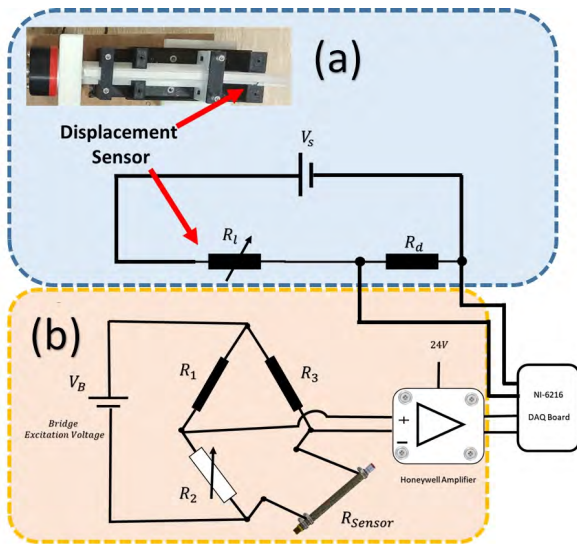 (a)
Displacement
Sensor
V_s
R_l
R_d
(b)
V_B
Bridge
Excitation Voltage
R_1
R_3
R_2
R_Sensor
24V
+
−
Honeywell Amplifier
NI-6216
DAQ Board